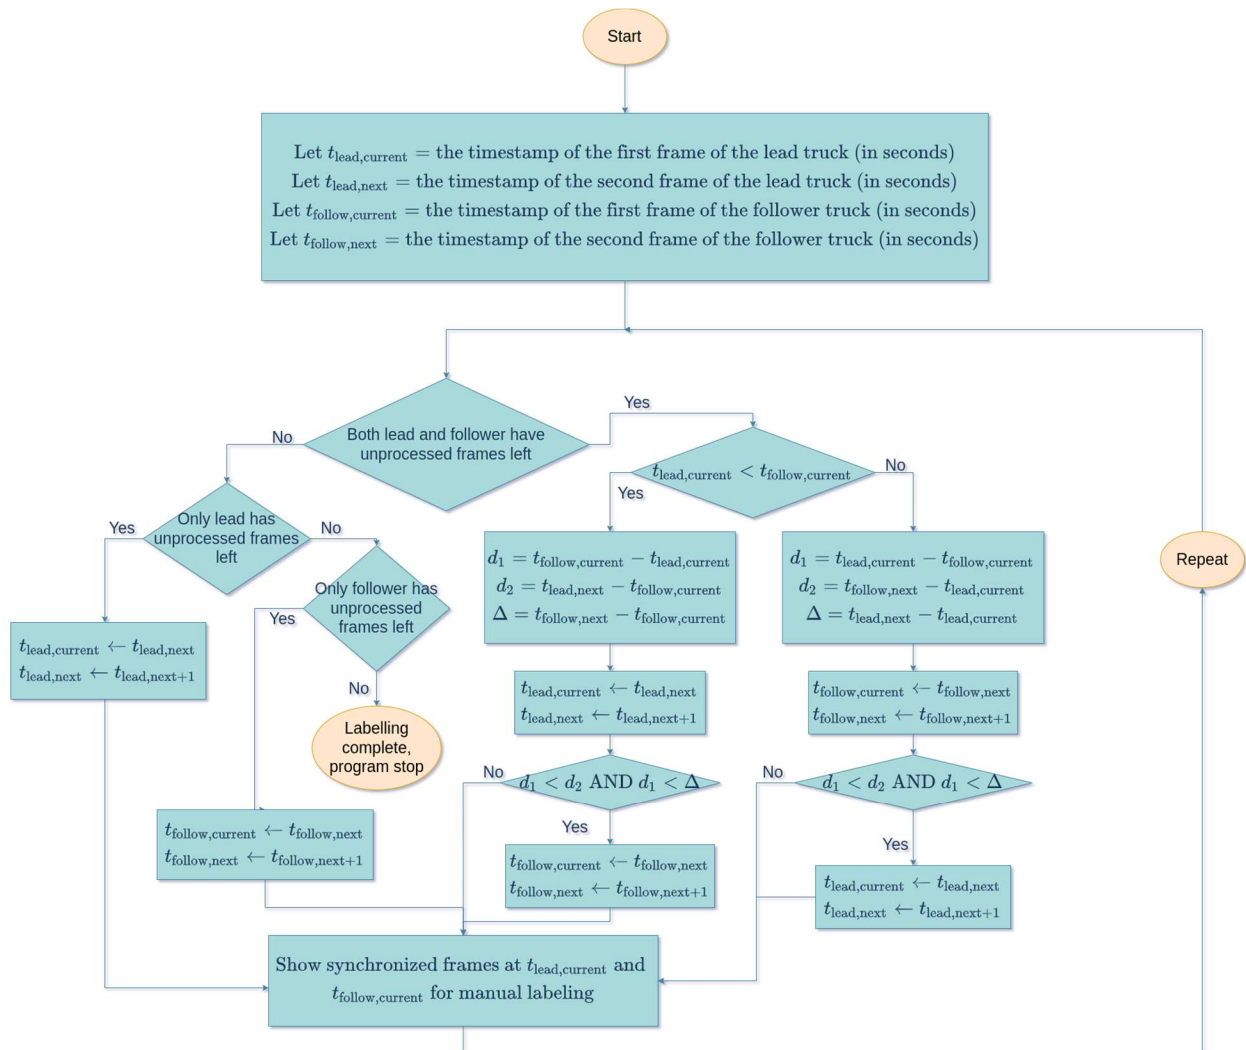 Start
Let t_lead,current = the timestamp of the first frame of the lead truck (in seconds)
Let t_lead,next = the timestamp of the second frame of the lead truck (in seconds)
Let t_follow,current = the timestamp of the first frame of the follower truck (in seconds)
Let t_follow,next = the timestamp of the second frame of the follower truck (in seconds)
Both lead and follower have
unprocessed frames left
No
Yes
t_lead,current < t_follow,current
Yes
No
Only lead has
unprocessed frames
left
Yes
No
Only follower has
unprocessed
frames left
Yes
No
Labelling
complete,
program stop
t_lead,current ← t_lead,next
t_lead,next ← t_lead,next+1
t_follow,current ← t_follow,next
t_follow,next ← t_follow,next+1
d₁ = t_follow,current − t_lead,current
d₂ = t_lead,next − t_follow,current
Δ = t_follow,next − t_follow,current
t_lead,current ← t_lead,next
t_lead,next ← t_lead,next+1
d₁ < d₂ AND d₁ < Δ
No
Yes
t_follow,current ← t_follow,next
t_follow,next ← t_follow,next+1
d₁ = t_lead,current − t_follow,current
d₂ = t_follow,next − t_lead,current
Δ = t_lead,next − t_lead,current
t_follow,current ← t_follow,next
t_follow,next ← t_follow,next+1
d₁ < d₂ AND d₁ < Δ
No
Yes
t_lead,current ← t_lead,next
t_lead,next ← t_lead,next+1
Show synchronized frames at t_lead,current and
t_follow,current for manual labeling
Repeat